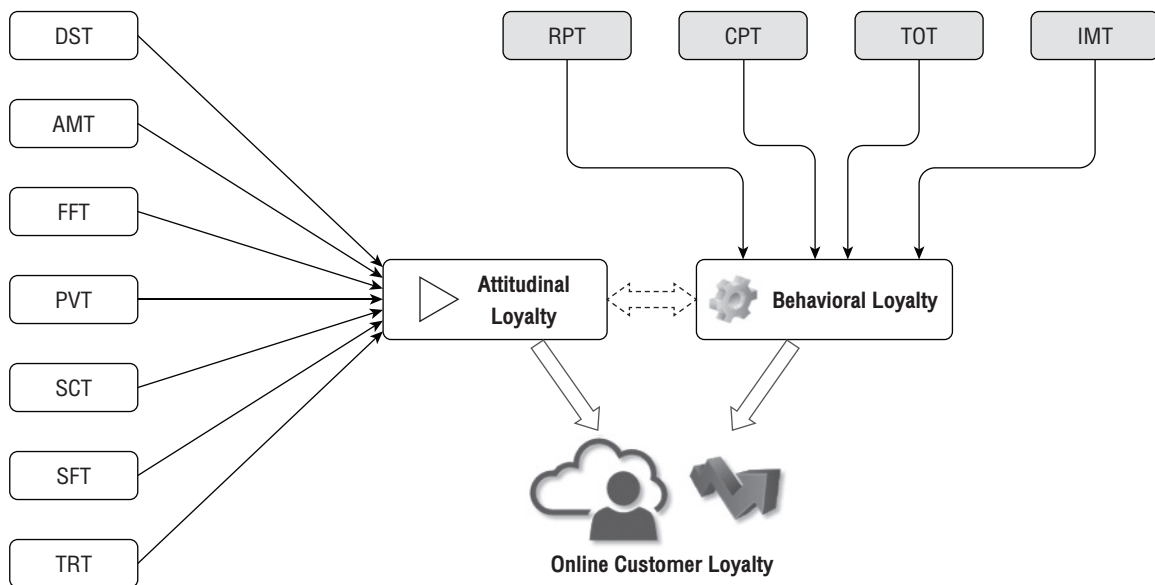 DST
RPT
CPT
TOT
IMT
AMT
FFT
PVT
SCT
SFT
TRT
Attitudinal
Loyalty
Behavioral Loyalty
Online Customer Loyalty